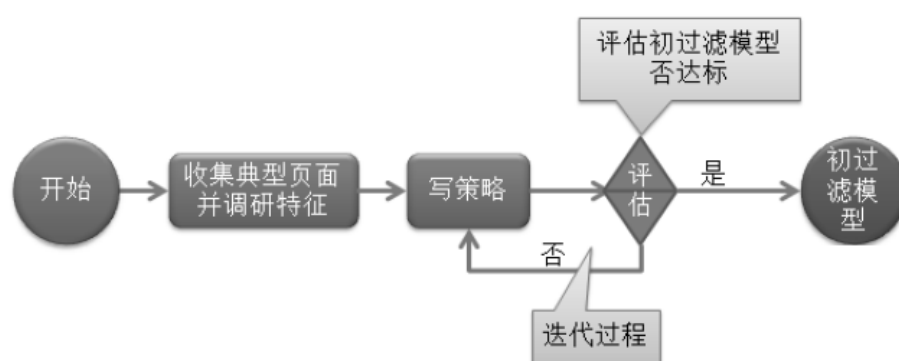 评估初过滤模型
否达标
开始
收集典型页面
并调研特征
写策略
评
估
是
初过
滤模
型
否
迭代过程